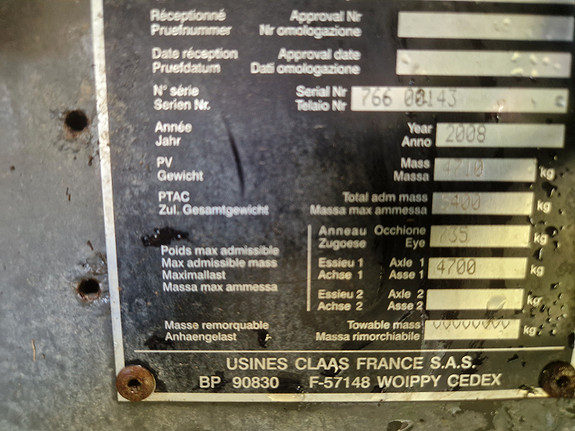 Réceptionné Approval Nr
Pruefnummer Nr omologazione
Date réception Approval date
Pruefdatum Dati omologazione
N° série Serial Nr 766 00143
Serien Nr. Telaio Nr
Année Year 2008
Jahr Anno
PV Mass 4710 kg
Gewicht Massa
PTAC Total adm mass 5400 kg
Zul. Gesamtgewicht Massa max ammessa
Anneau Occhione 735 kg
Zugoese Eye
Poids max admissible
Max admissible mass
Maximallast
Massa max ammessa
Essieu 1 Axle 1 4700 kg
Achse 1 Asse 1
Essieu 2 Axle 2 kg
Achse 2 Asse 2
Masse remorquable Towable mass kg
Anhaengelast Massa rimorchiabile
USINES CLAAS FRANCE S.A.S.
BP 90830 F-57148 WOIPPY CEDEX